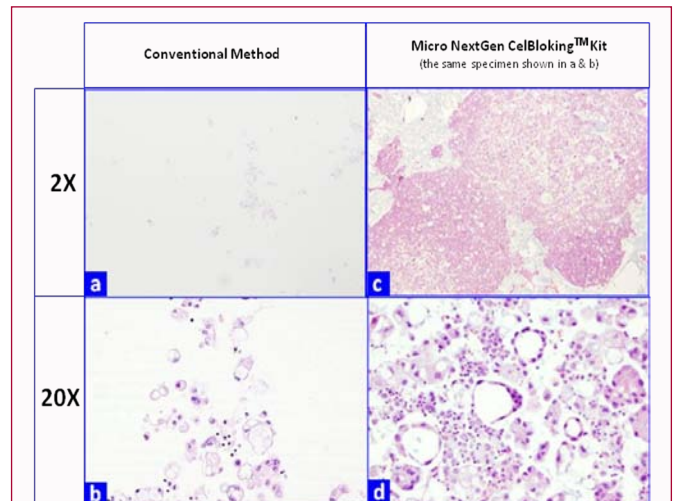 Conventional Method
Micro NextGen CelBloking™ Kit
(the same specimen shown in a & b)
2X
a
c
20X
b
d